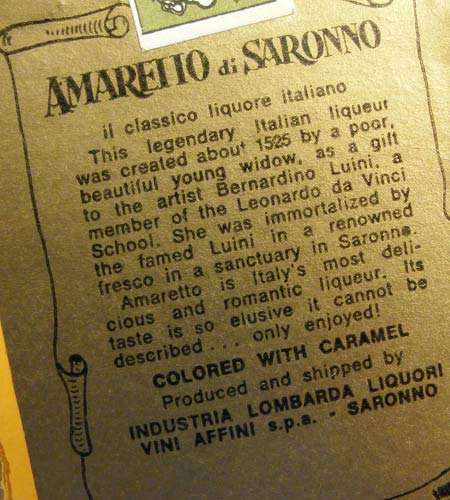 AMARETTO di SARONNO
il classico liquore italiano
This legendary Italian liqueur
was created about 1525 by a poor,
beautiful young widow, as a gift
to the artist Bernardino Luini, a
member of the Leonardo da Vinci
School. She was immortalized by
the famed Luini in a renowned
fresco in a sanctuary in Saronno.
Amaretto is Italy's most deli-
cious and romantic liqueur. Its
taste is so elusive it cannot be
described . . . only enjoyed!
COLORED WITH CARAMEL
Produced and shipped by
INDUSTRIA LOMBARDA LIQUORI
VINI AFFINI s.p.a. - SARONNO